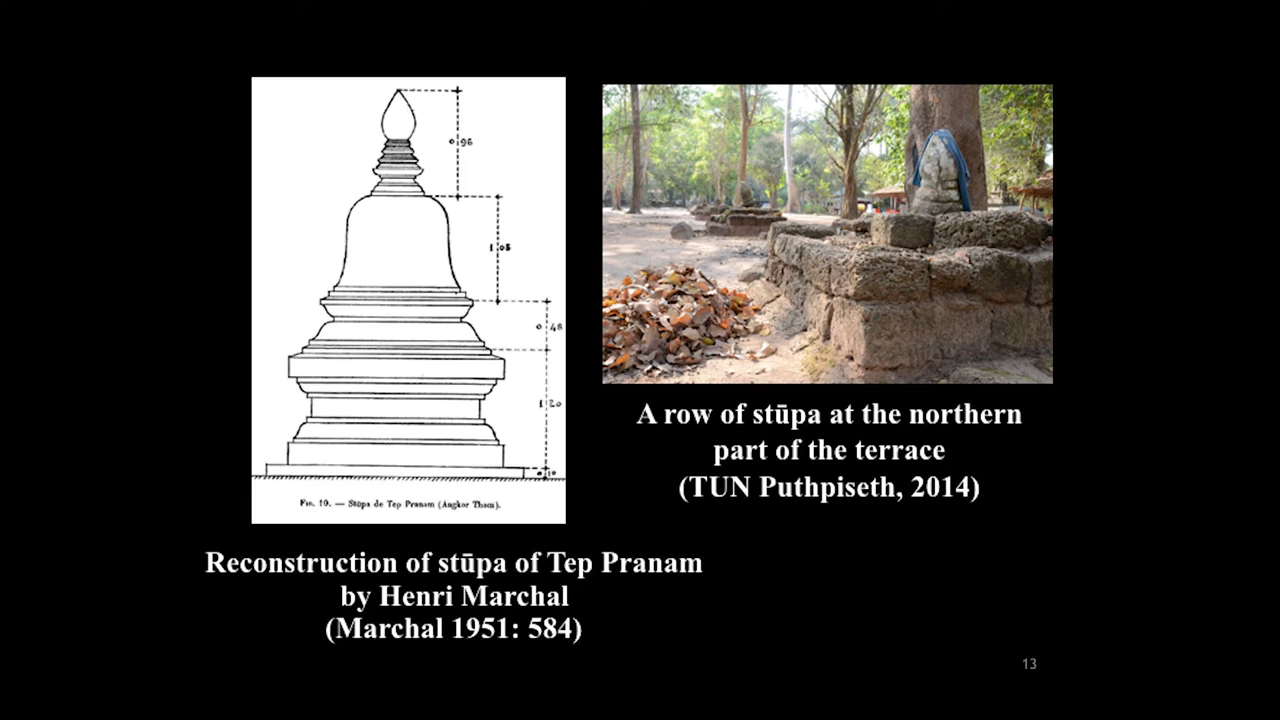 0.96
1.05
0.48
1.20
0.10
Fig. 10. — Stūpa de Tep Pranam (Angkor Thom).
A row of stūpa at the northern
part of the terrace
(TUN Puthpiseth, 2014)
Reconstruction of stūpa of Tep Pranam
by Henri Marchal
(Marchal 1951: 584)
13